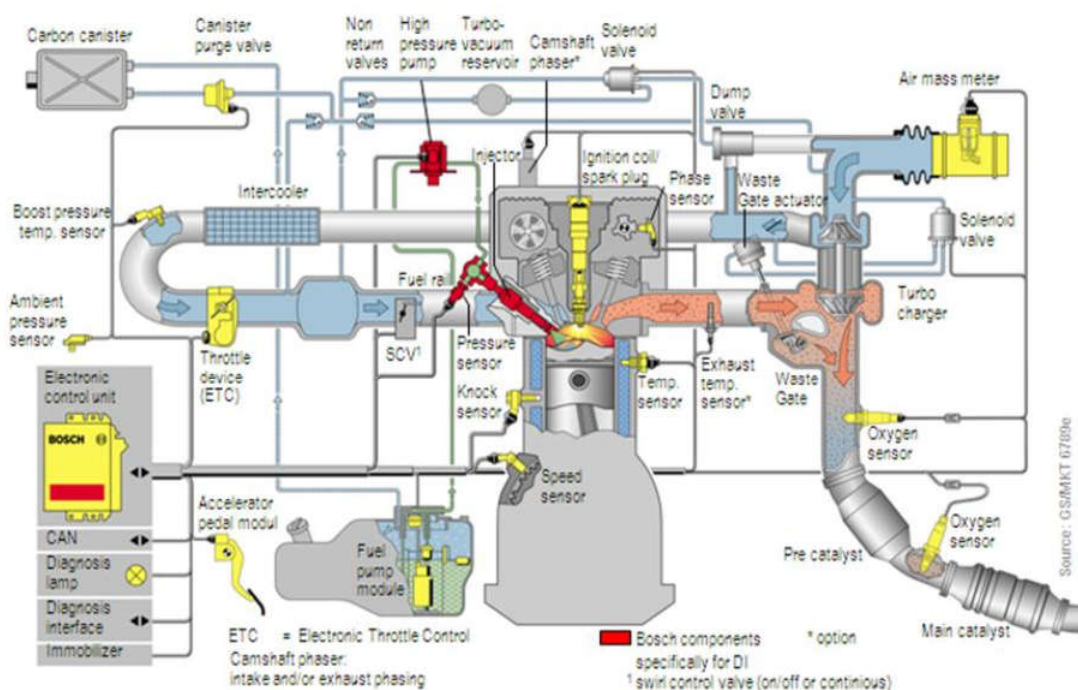 Carbon canister
Canister
purge valve
Non
return
valves
High
pressure
pump
Turbo-
vacuum
reservoir
Camshaft
phaser*
Solenoid
valve
Air mass meter
Dump
valve
Injector
Ignition coil/
spark plug
Phase
sensor
Waste
Gate actuator
Solenoid
valve
Intercooler
Boost pressure
temp. sensor
Fuel rail
Turbo
charger
Ambient
pressure
sensor
Throttle
device
(ETC)
SCV¹
Pressure
sensor
Knock
sensor
Temp.
sensor
Exhaust
temp.
sensor*
Waste
Gate
Oxygen
sensor
Electronic
control unit
BOSCH
Accelerator
pedal modul
Speed
sensor
Fuel
pump
module
CAN
Diagnosis
lamp
Diagnosis
interface
Immobilizer
Pre catalyst
Oxygen
sensor
Main catalyst
Source: GS/MKT 6789e
ETC = Electronic Throttle Control
Camshaft phaser:
intake and/or exhaust phasing
Bosch components
specifically for DI
* option
¹ swirl control valve (on/off or continious)